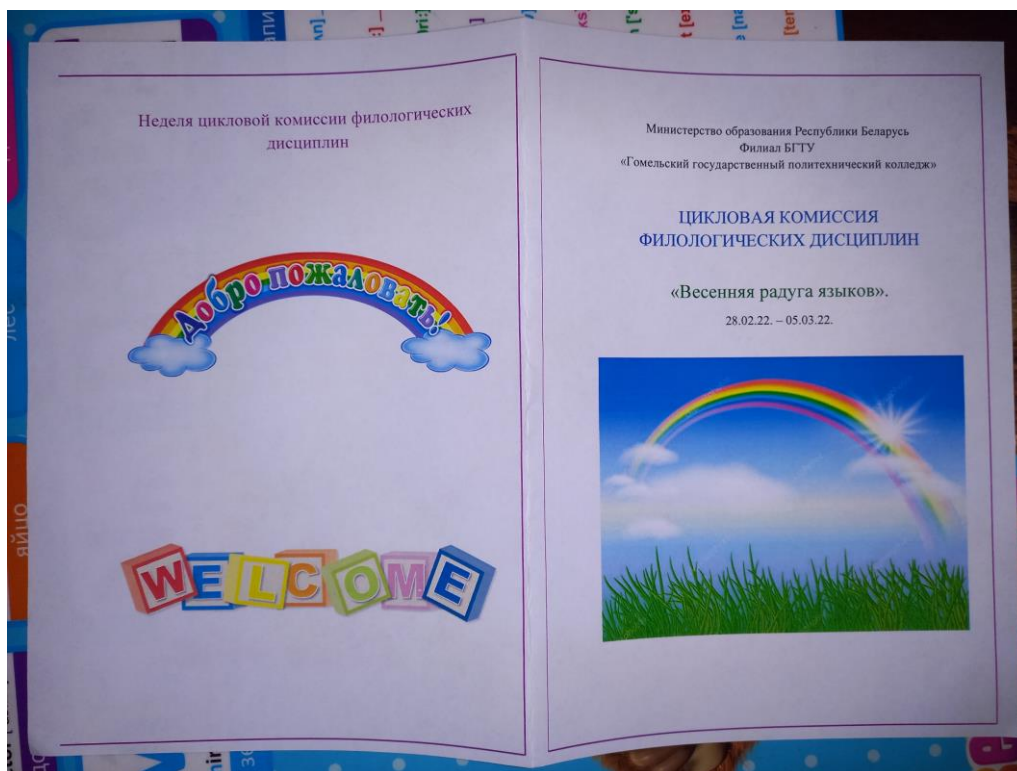 Неделя цикловой комиссии филологических
дисциплин
Добро пожаловать!
WELCOME
Министерство образования Республики Беларусь
Филиал БГТУ
«Гомельский государственный политехнический колледж»
ЦИКЛОВАЯ КОМИССИЯ
ФИЛОЛОГИЧЕСКИХ ДИСЦИПЛИН
«Весенняя радуга языков».
28.02.22. – 05.03.22.
яйцо